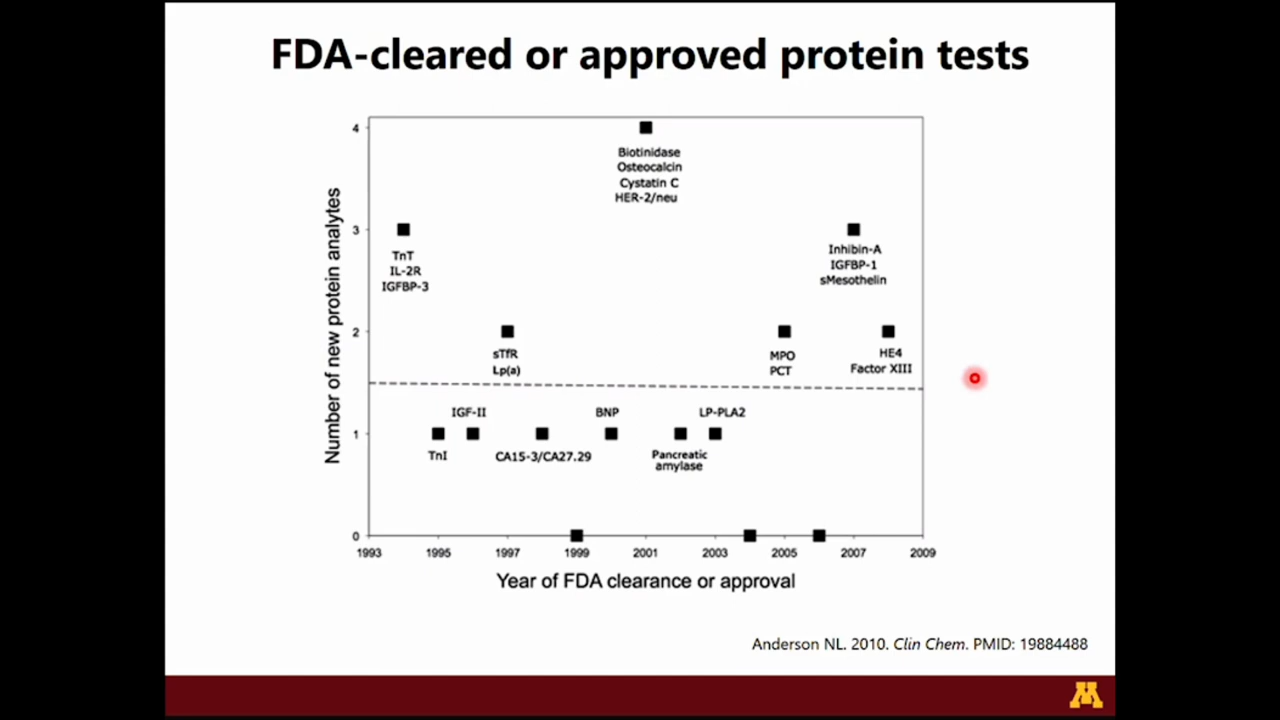 FDA-cleared or approved protein tests
Number of new protein analytes
4
3
2
1
0
Biotinidase
Osteocalcin
Cystatin C
HER-2/neu
TnT
IL-2R
IGFBP-3
Inhibin-A
IGFBP-1
sMesothelin
sTfR
Lp(a)
MPO
PCT
HE4
Factor XIII
IGF-II
BNP
LP-PLA2
TnI
CA15-3/CA27.29
Pancreatic
amylase
1993 1995 1997 1999 2001 2003 2005 2007 2009
Year of FDA clearance or approval
Anderson NL. 2010. Clin Chem. PMID: 19884488
M